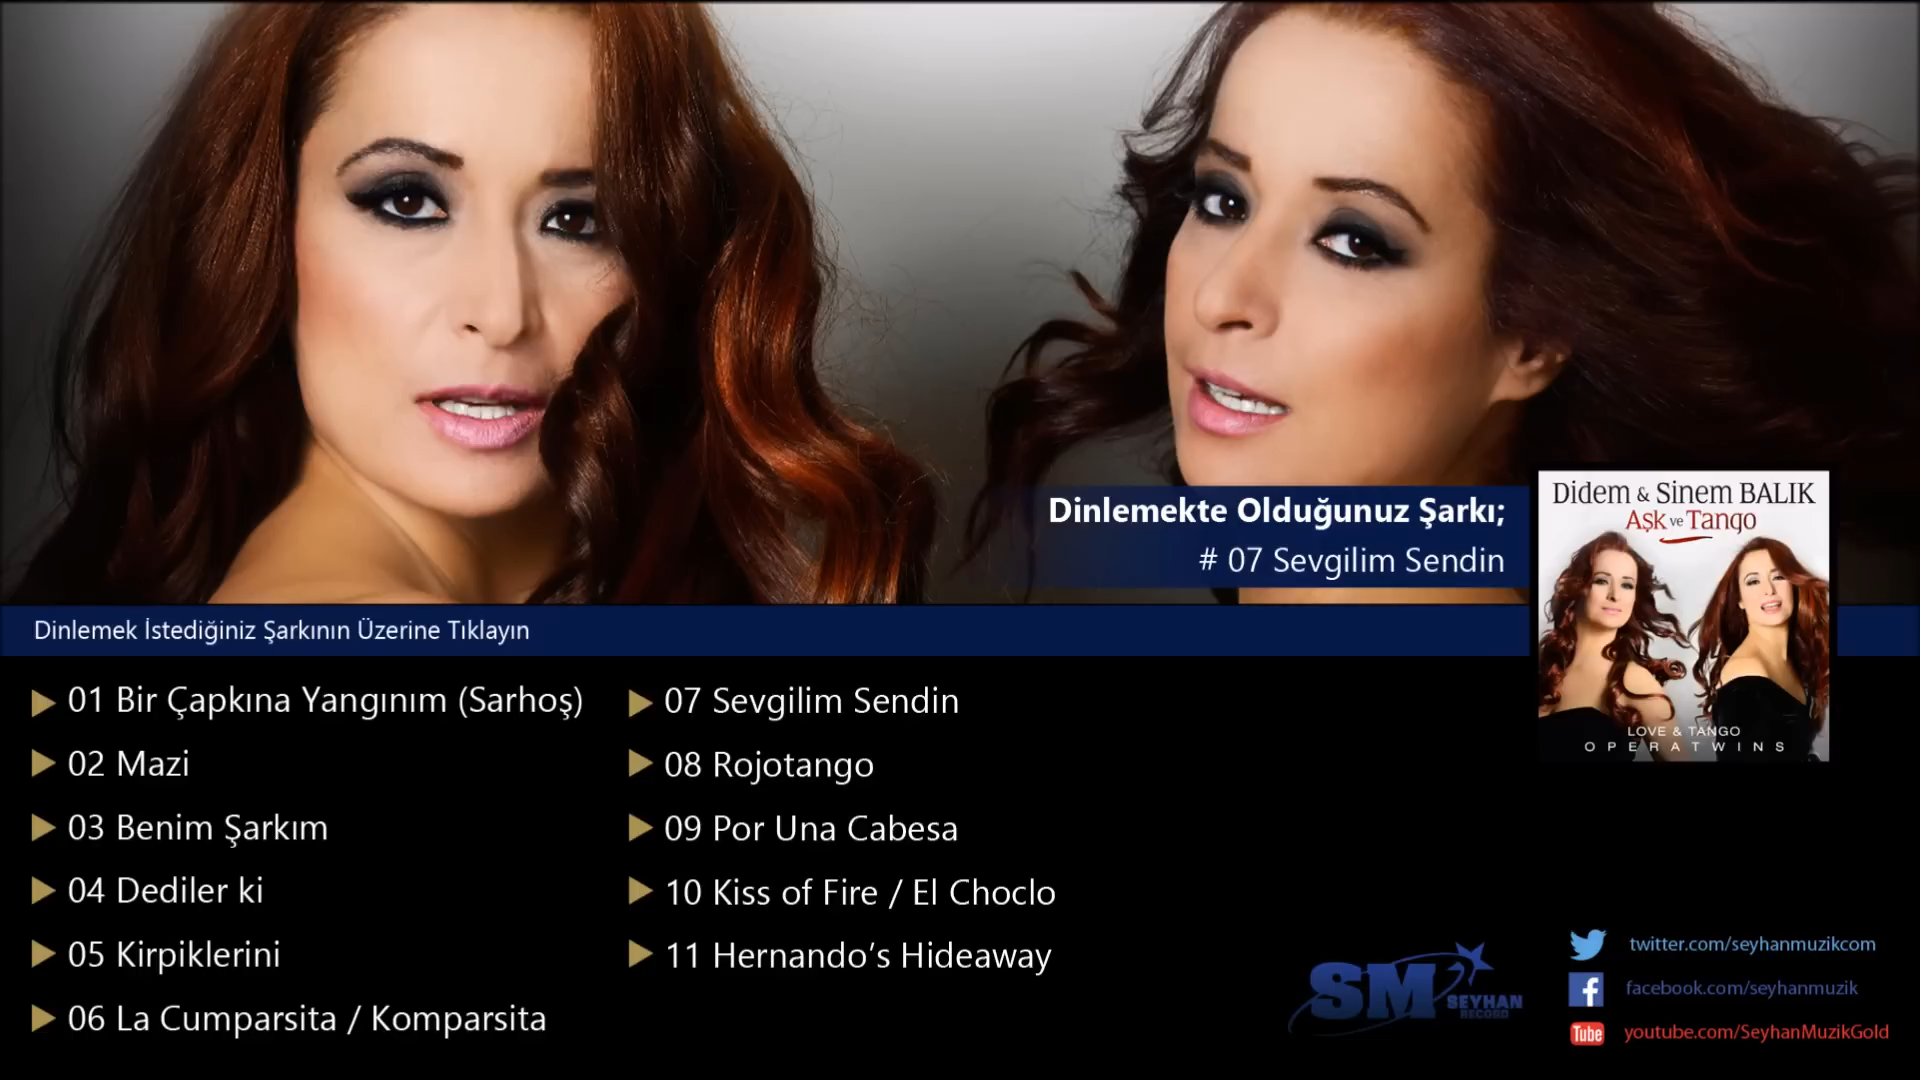 Dinlemekte Olduğunuz Şarkı;
# 07 Sevgilim Sendin
Didem & Sinem BALIK
Aşk ve Tango
LOVE & TANGO
OPERATWINS
Dinlemek İstediğiniz Şarkının Üzerine Tıklayın
01 Bir Çapkına Yangınım (Sarhoş)
02 Mazi
03 Benim Şarkım
04 Dediler ki
05 Kirpiklerini
06 La Cumparsita / Komparsita
07 Sevgilim Sendin
08 Rojotango
09 Por Una Cabesa
10 Kiss of Fire / El Choclo
11 Hernando’s Hideaway
SM
SEYHAN
RECORD
twitter.com/seyhanmuzikcom
facebook.com/seyhanmuzik
Tube
youtube.com/SeyhanMuzikGold